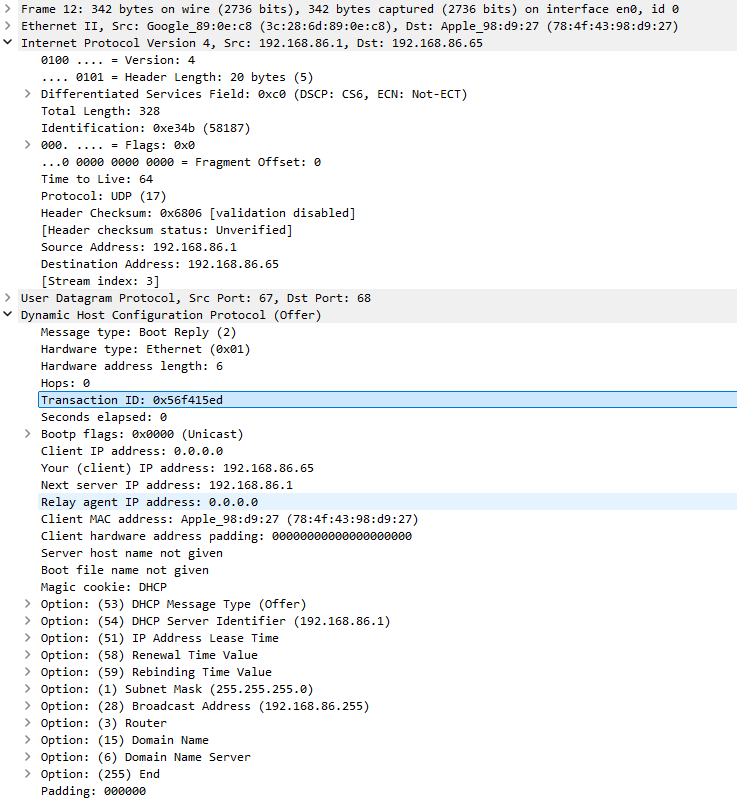 Frame 12: 342 bytes on wire (2736 bits), 342 bytes captured (2736 bits) on interface en0, id 0
Ethernet II, Src: Google_89:0e:c8 (3c:28:6d:89:0e:c8), Dst: Apple_98:d9:27 (78:4f:43:98:d9:27)
Internet Protocol Version 4, Src: 192.168.86.1, Dst: 192.168.86.65
0100 .... = Version: 4
.... 0101 = Header Length: 20 bytes (5)
Differentiated Services Field: 0xc0 (DSCP: CS6, ECN: Not-ECT)
Total Length: 328
Identification: 0xe34b (58187)
000. .... = Flags: 0x0
...0 0000 0000 0000 = Fragment Offset: 0
Time to Live: 64
Protocol: UDP (17)
Header Checksum: 0x6806 [validation disabled]
[Header checksum status: Unverified]
Source Address: 192.168.86.1
Destination Address: 192.168.86.65
[Stream index: 3]
User Datagram Protocol, Src Port: 67, Dst Port: 68
Dynamic Host Configuration Protocol (Offer)
Message type: Boot Reply (2)
Hardware type: Ethernet (0x01)
Hardware address length: 6
Hops: 0
Transaction ID: 0x56f415ed
Seconds elapsed: 0
Bootp flags: 0x0000 (Unicast)
Client IP address: 0.0.0.0
Your (client) IP address: 192.168.86.65
Next server IP address: 192.168.86.1
Relay agent IP address: 0.0.0.0
Client MAC address: Apple_98:d9:27 (78:4f:43:98:d9:27)
Client hardware address padding: 00000000000000000000
Server host name not given
Boot file name not given
Magic cookie: DHCP
Option: (53) DHCP Message Type (Offer)
Option: (54) DHCP Server Identifier (192.168.86.1)
Option: (51) IP Address Lease Time
Option: (58) Renewal Time Value
Option: (59) Rebinding Time Value
Option: (1) Subnet Mask (255.255.255.0)
Option: (28) Broadcast Address (192.168.86.255)
Option: (3) Router
Option: (15) Domain Name
Option: (6) Domain Name Server
Option: (255) End
Padding: 000000